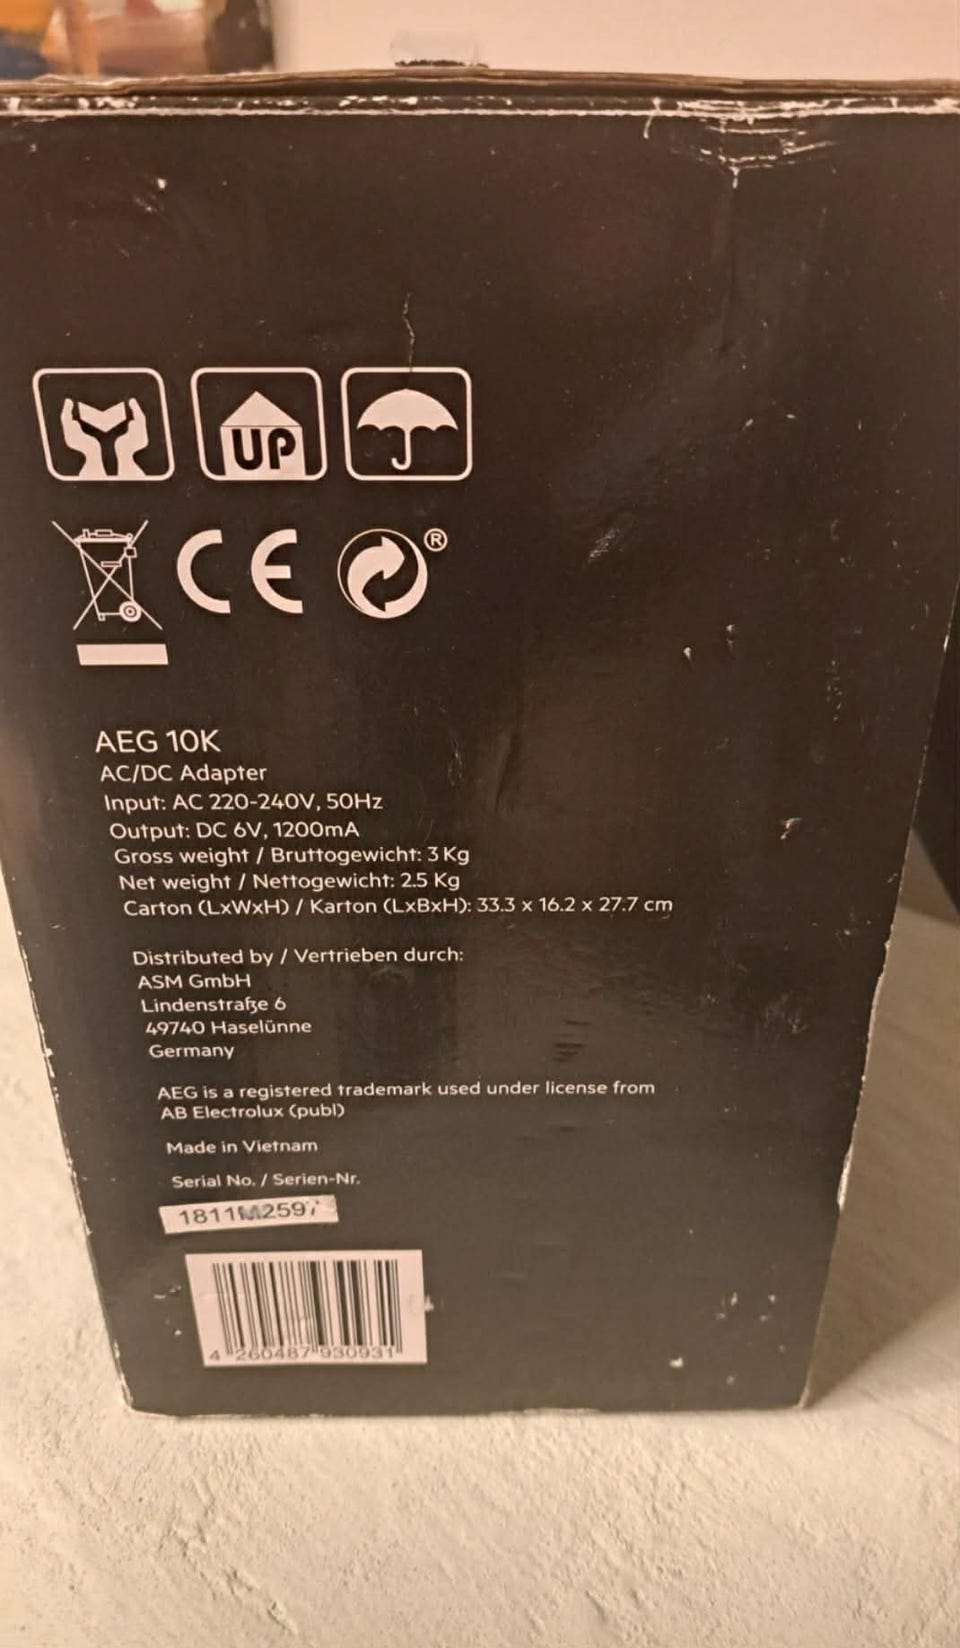 UP
CE
®
AEG 10K
AC/DC Adapter
Input: AC 220-240V, 50Hz
Output: DC 6V, 1200mA
Gross weight / Bruttogewicht: 3 Kg
Net weight / Nettogewicht: 2.5 Kg
Carton (LxWxH) / Karton (LxBxH): 33.3 x 16.2 x 27.7 cm
Distributed by / Vertrieben durch:
ASM GmbH
Lindenstraße 6
49740 Haselünne
Germany
AEG is a registered trademark used under license from
AB Electrolux (publ)
Made in Vietnam
Serial No. / Serien-Nr.
1811M2597
4 260487 930931